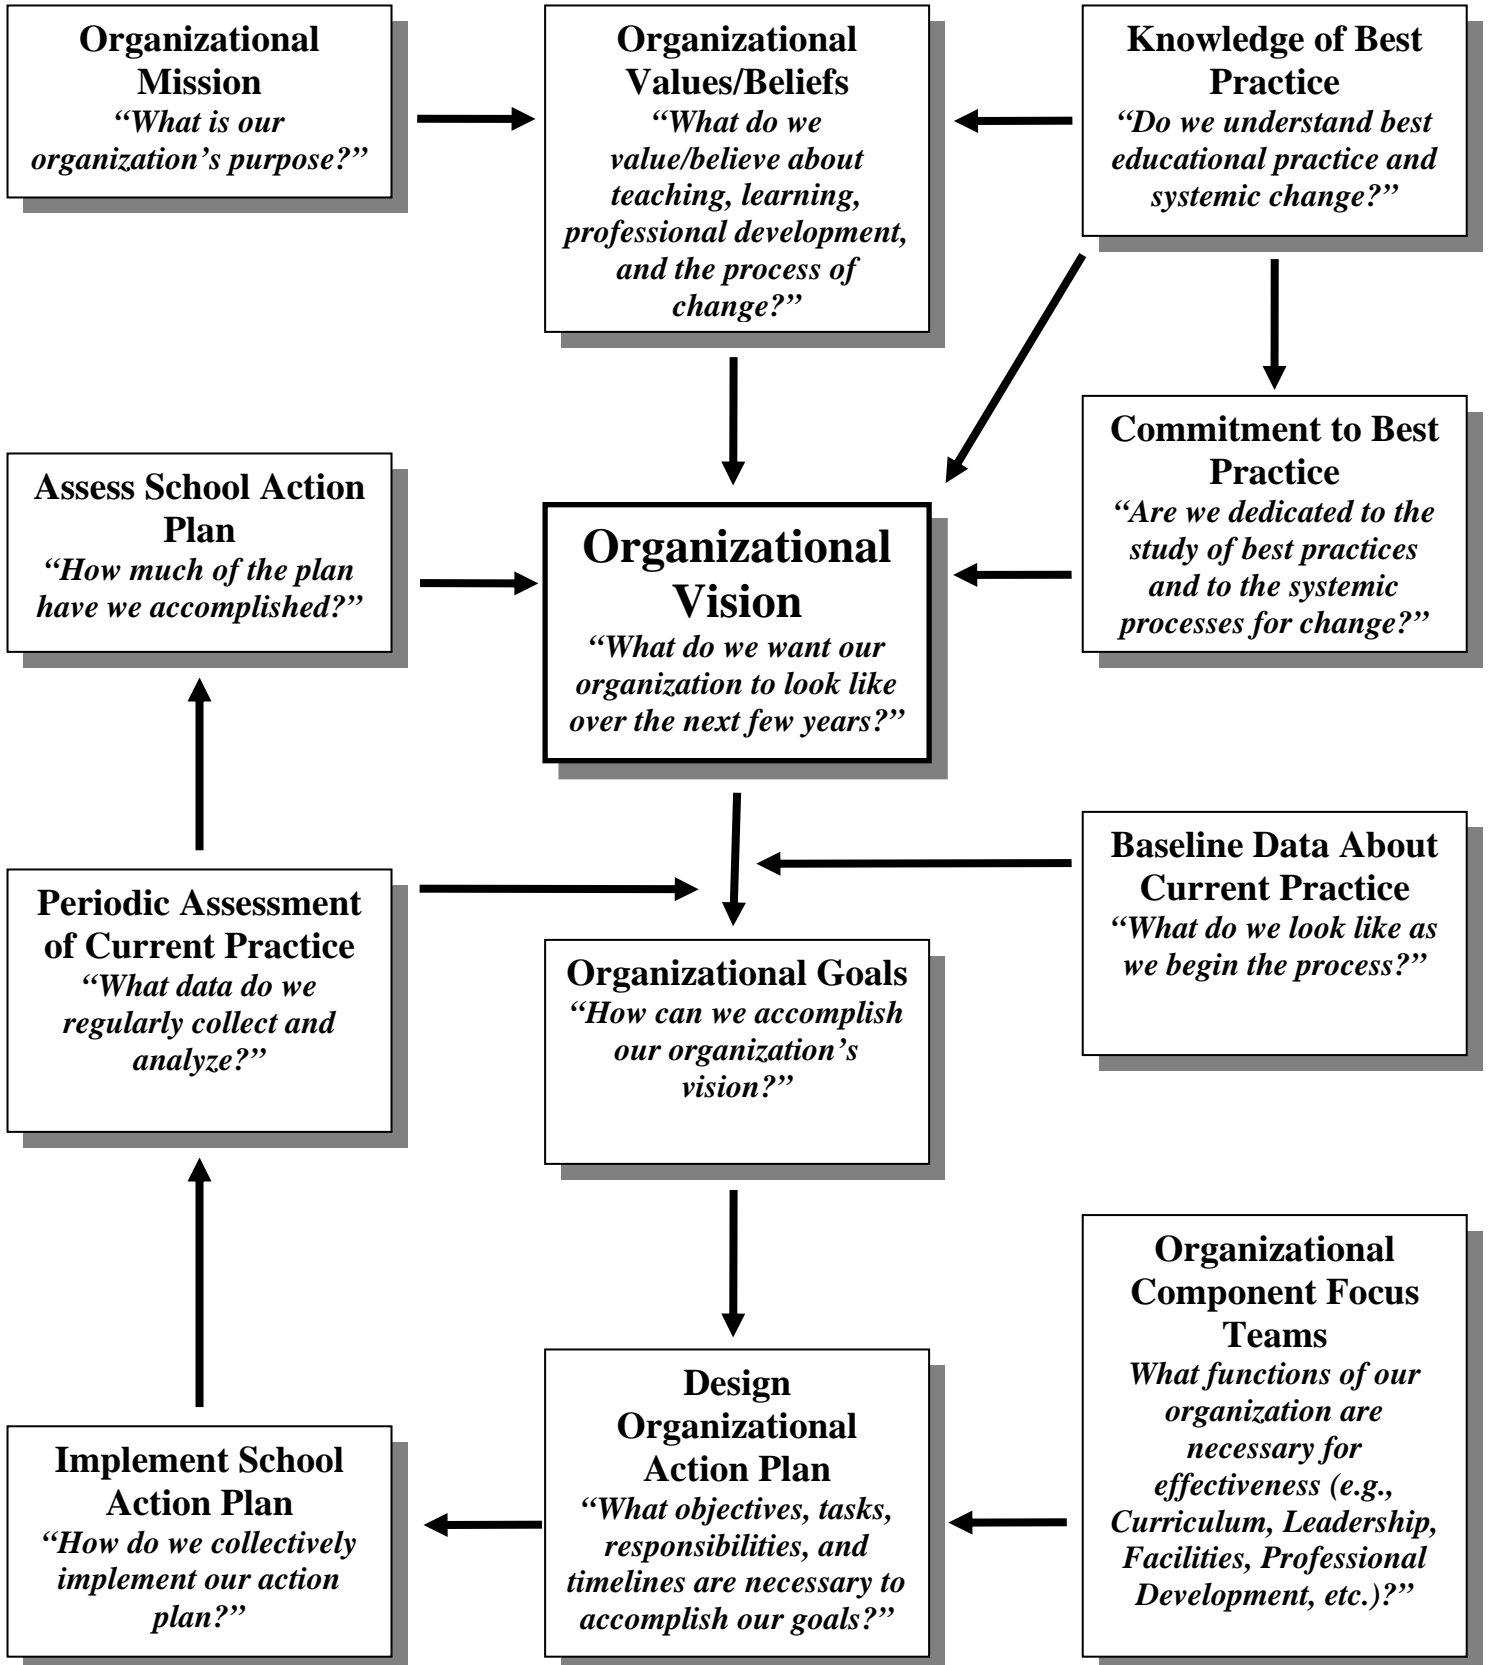 Organizational
Mission
“What is our
organization’s purpose?”
Organizational
Values/Beliefs
“What do we
value/believe about
teaching, learning,
professional development,
and the process of
change?”
Knowledge of Best
Practice
“Do we understand best
educational practice and
systemic change?”
Assess School Action
Plan
“How much of the plan
have we accomplished?”
Organizational
Vision
“What do we want our
organization to look like
over the next few years?”
Commitment to Best
Practice
“Are we dedicated to the
study of best practices
and to the systemic
processes for change?”
Periodic Assessment
of Current Practice
“What data do we
regularly collect and
analyze?”
Organizational Goals
“How can we accomplish
our organization’s
vision?”
Baseline Data About
Current Practice
“What do we look like as
we begin the process?”
Implement School
Action Plan
“How do we collectively
implement our action
plan?”
Design
Organizational
Action Plan
“What objectives, tasks,
responsibilities, and
timelines are necessary to
accomplish our goals?”
Organizational
Component Focus
Teams
What functions of our
organization are
necessary for
effectiveness (e.g.,
Curriculum, Leadership,
Facilities, Professional
Development, etc.)?”